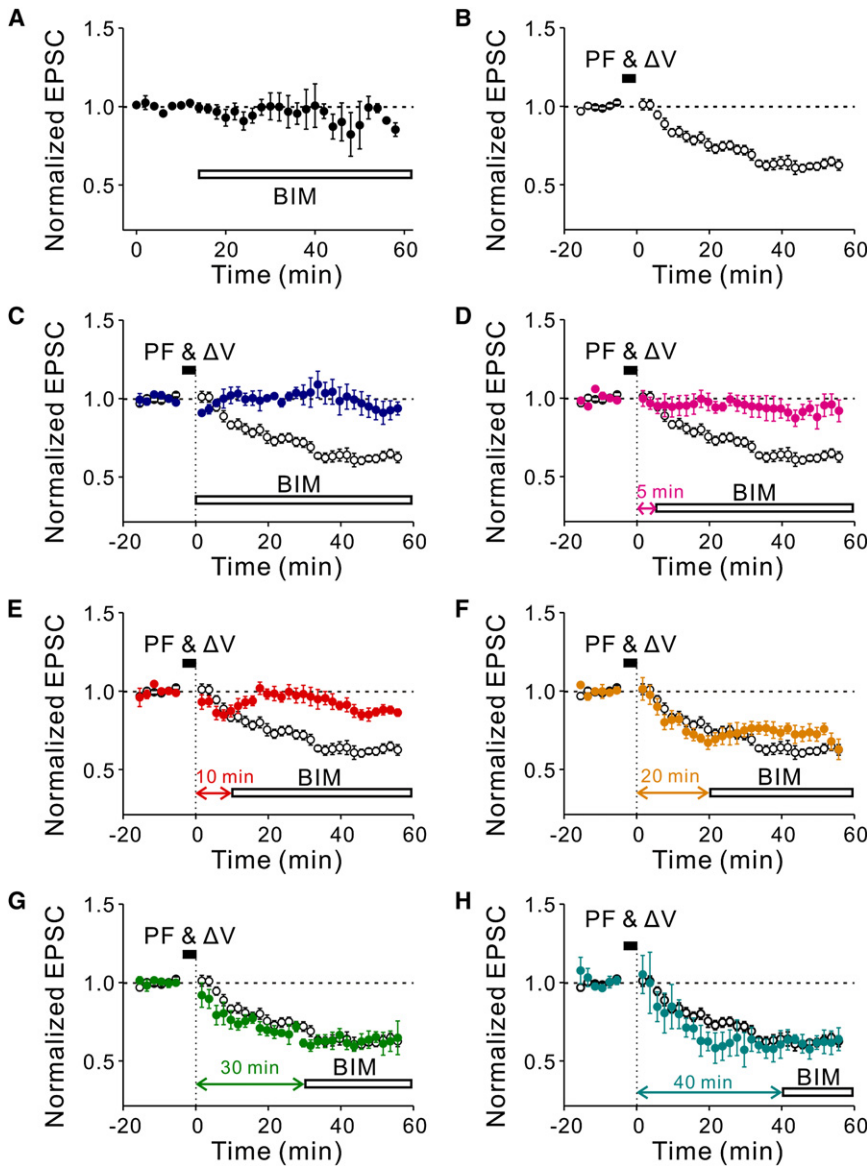 A
Normalized EPSC
1.5
1.0
0.5
BIM
0 20 40 60
Time (min)
B
Normalized EPSC
1.5
1.0
0.5
PF & ΔV
-20 0 20 40 60
Time (min)
C
Normalized EPSC
1.5
1.0
0.5
PF & ΔV
BIM
-20 0 20 40 60
Time (min)
D
Normalized EPSC
1.5
1.0
0.5
PF & ΔV
5 min
BIM
-20 0 20 40 60
Time (min)
E
Normalized EPSC
1.5
1.0
0.5
PF & ΔV
10 min
BIM
-20 0 20 40 60
Time (min)
F
Normalized EPSC
1.5
1.0
0.5
PF & ΔV
20 min
BIM
-20 0 20 40 60
Time (min)
G
Normalized EPSC
1.5
1.0
0.5
PF & ΔV
30 min
BIM
-20 0 20 40 60
Time (min)
H
Normalized EPSC
1.5
1.0
0.5
PF & ΔV
40 min
BIM
-20 0 20 40 60
Time (min)